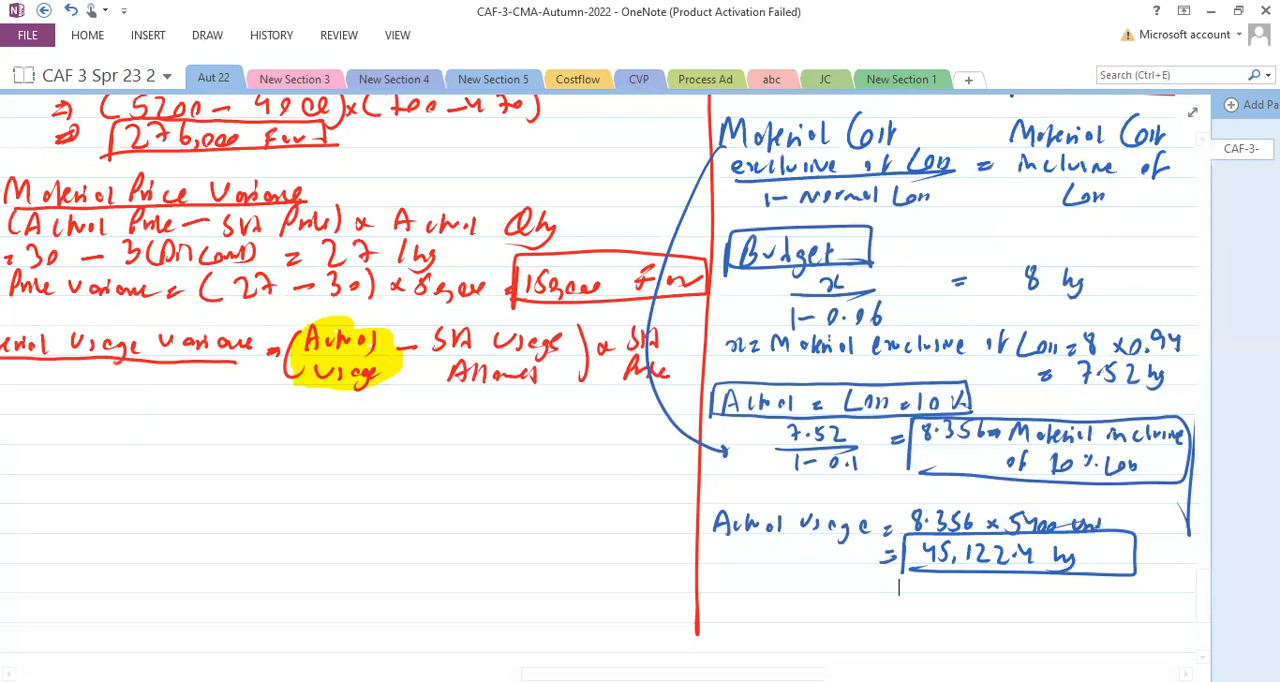 CAF-3-CMA-Autumn-2022 - OneNote (Product Activation Failed)
FILE HOME INSERT DRAW HISTORY REVIEW VIEW
Microsoft account
CAF 3 Spr 23 2
Aut 22 New Section 3 New Section 4 New Section 5 Costflow CVP Process Ad abc JC New Section 1
Search (Ctrl+E)
Add Pa
CAF-3-
⇒ (5200 - 4000) × (700 - 470)
⇒ 276,000 Fav
Material Price Variance
(Actual Price - Std Price) × Actual Qty
= 30 - 3 (Discount) = 27 /kg
Price variance = (27 - 30) ×
Fav
erial Usage Variance = (Actual Usage - Std Usage Allowed) × Std Price
Material Cost exclusive of Loss
1 - Normal Loss
= Material Cost inclusive of Loss
Budget
x
1 - 0.06
= 8 kg
x = Material exclusive of Loss = 8 × 0.94
= 7.52 kg
Actual = Loss = 10%
7.52
1 - 0.1
= 8.356 = Material inclusive
of 10% Loss
Actual Usage = 8.356 × 5400 unit
= 45,122.4 kg